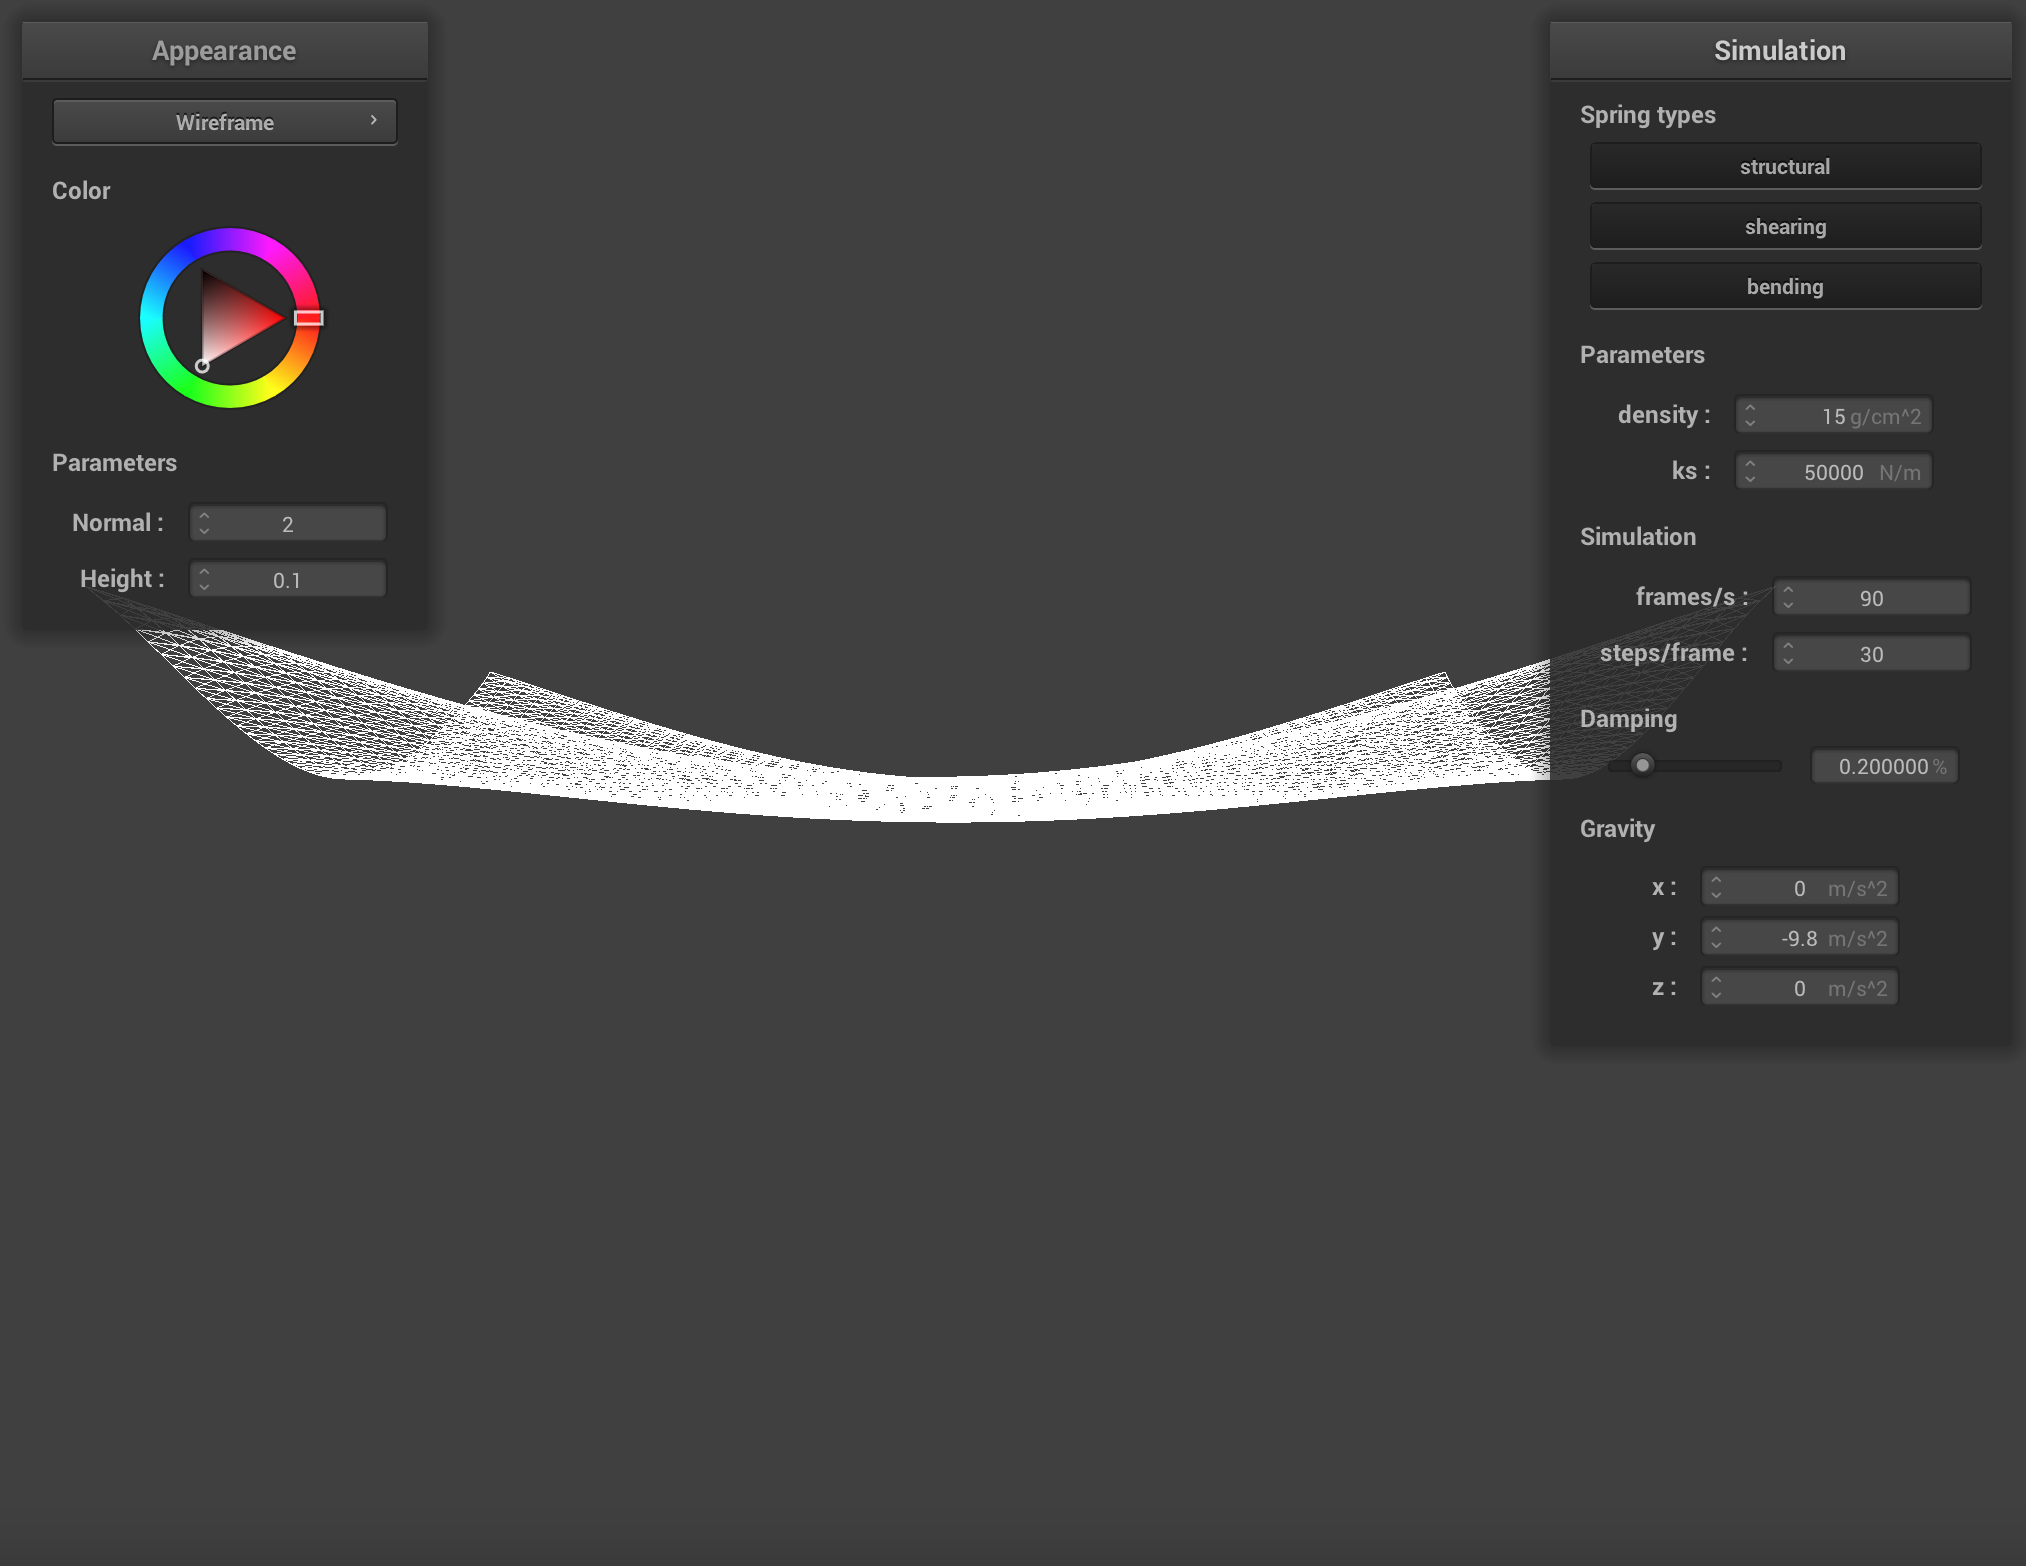 Appearance
Wireframe
Color
Parameters
Normal : 2
Height : 0.1
Simulation
Spring types
structural
shearing
bending
Parameters
density : 15 g/cm^2
ks : 50000 N/m
Simulation
frames/s : 90
steps/frame : 30
Damping
0.200000 %
Gravity
x : 0 m/s^2
y : -9.8 m/s^2
z : 0 m/s^2